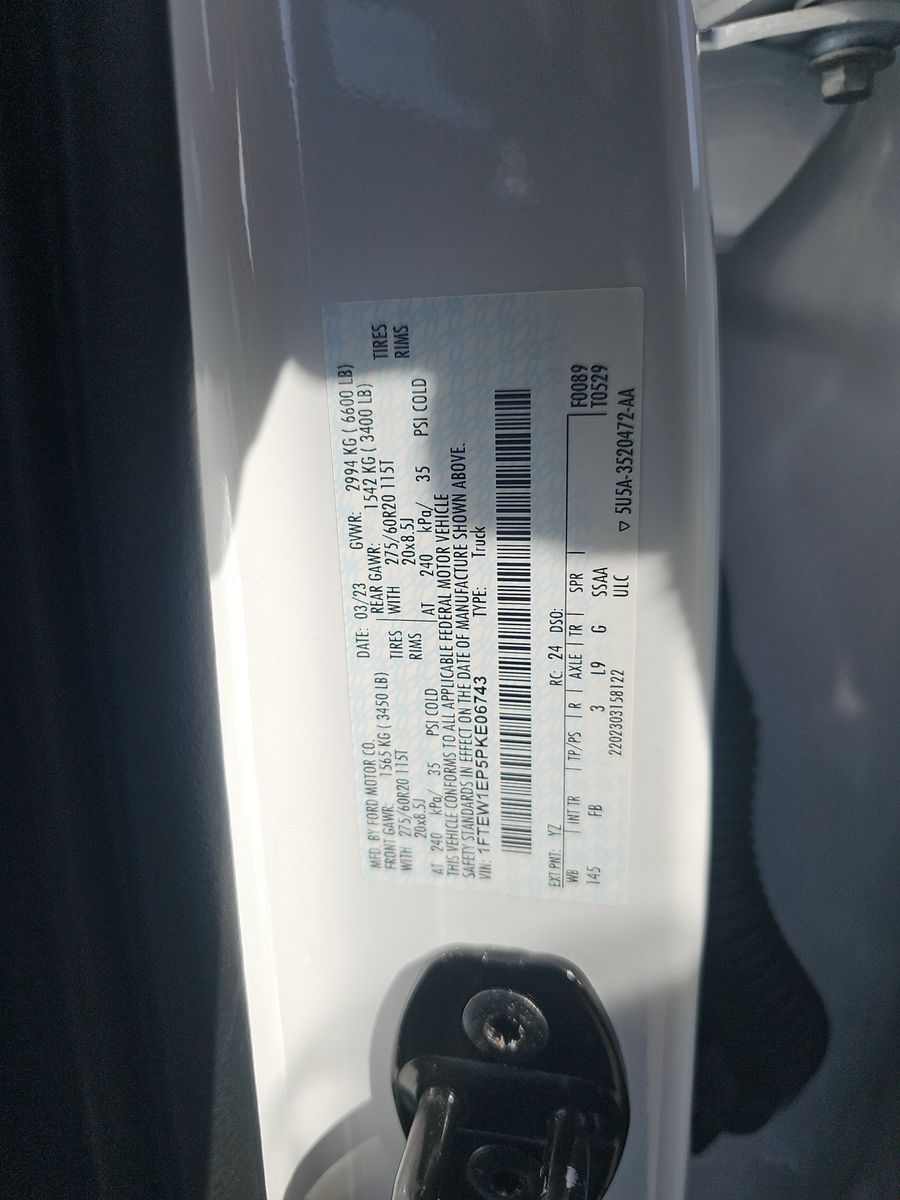 MFD. BY FORD MOTOR CO. DATE: 03/23 GVWR: 2994 KG ( 6600 LB)
FRONT GAWR: 1565 KG ( 3450 LB) REAR GAWR: 1542 KG ( 3400 LB)
WITH 275/60R20 115T TIRES WITH 275/60R20 115T TIRES
20x8.5J RIMS 20x8.5J RIMS
AT 240 kPa/ 35 PSI COLD AT 240 kPa/ 35 PSI COLD
THIS VEHICLE CONFORMS TO ALL APPLICABLE FEDERAL MOTOR VEHICLE
SAFETY STANDARDS IN EFFECT ON THE DATE OF MANUFACTURE SHOWN ABOVE.
VIN: 1FTEW1EP5PKE06743 TYPE: Truck
EXT PNT: YZ RC: 24 DSO:
WB INT TR TP/PS R AXLE TR SPR F0089
145 FB 3 L9 G SSAA T0529
2202303158122 ULC
▽ 5U5A-3520472-AA